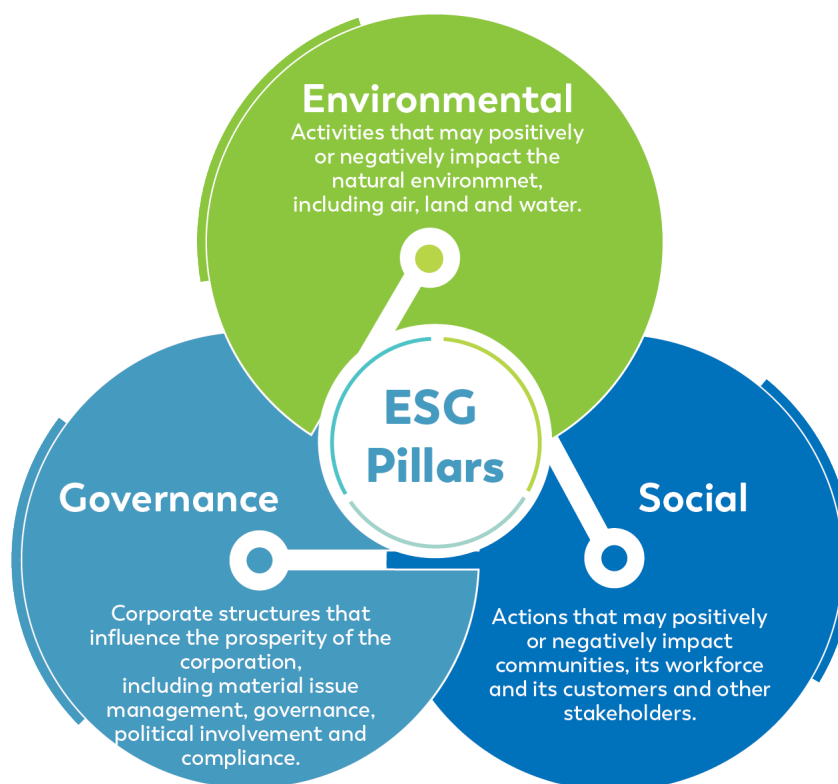 Environmental
Activities that may positively
or negatively impact the
natural environmnet,
including air, land and water.
ESG
Pillars
Governance
Corporate structures that
influence the prosperity of the
corporation,
including material issue
management, governance,
political involvement and
compliance.
Social
Actions that may positively
or negatively impact
communities, its workforce
and its customers and other
stakeholders.